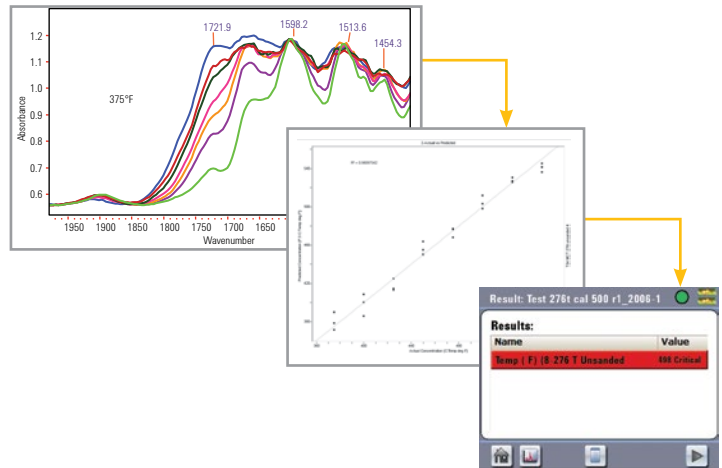 1721.9
1598.2
1513.6
1454.3
1.2
1.1
1.0
0.9
0.8
0.7
0.6
Absorbance
375°F
1950 1900 1850 1800 1750 1700 1650
Wavenumber
Result: Test 276t cal 500 r1_2006-1
Results:
Name Value
Temp ( F) (8 276 T Unsanded 498 Critical